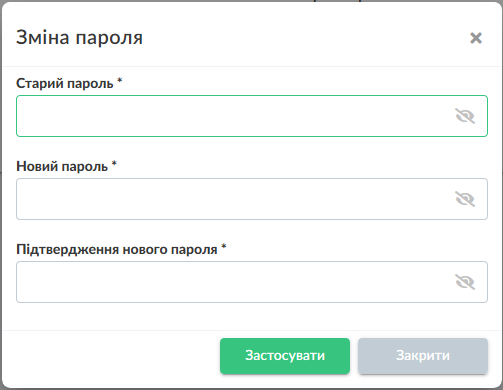 Зміна пароля
Старий пароль *
Новий пароль *
Підтвердження нового пароля *
Застосувати Закрити